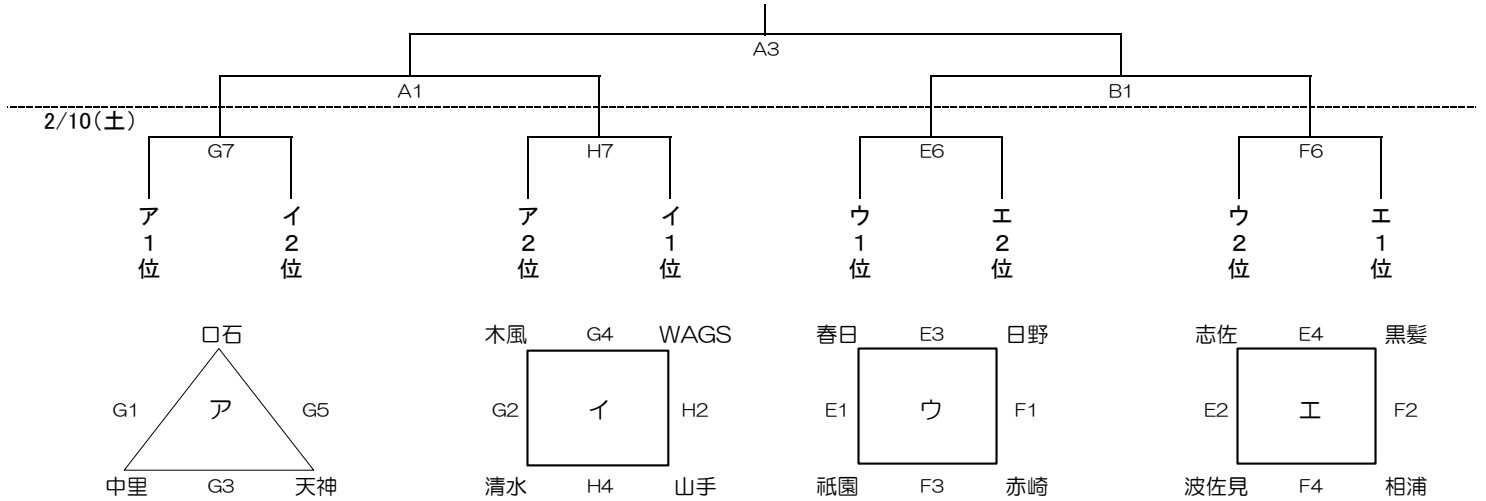 A3
A1 B1
2/10(土)
G7 H7 E6 F6
ア1位 イ2位 ア2位 イ1位 ウ1位 エ2位 ウ2位 エ1位
口石 木風 G4 WAGS 春日 E3 日野 志佐 E4 黒髪
G1 ア G5 G2 イ H2 E1 ウ F1 E2 エ F2
中里 G3 天神 清水 H4 山手 祇園 F3 赤崎 波佐見 F4 相浦